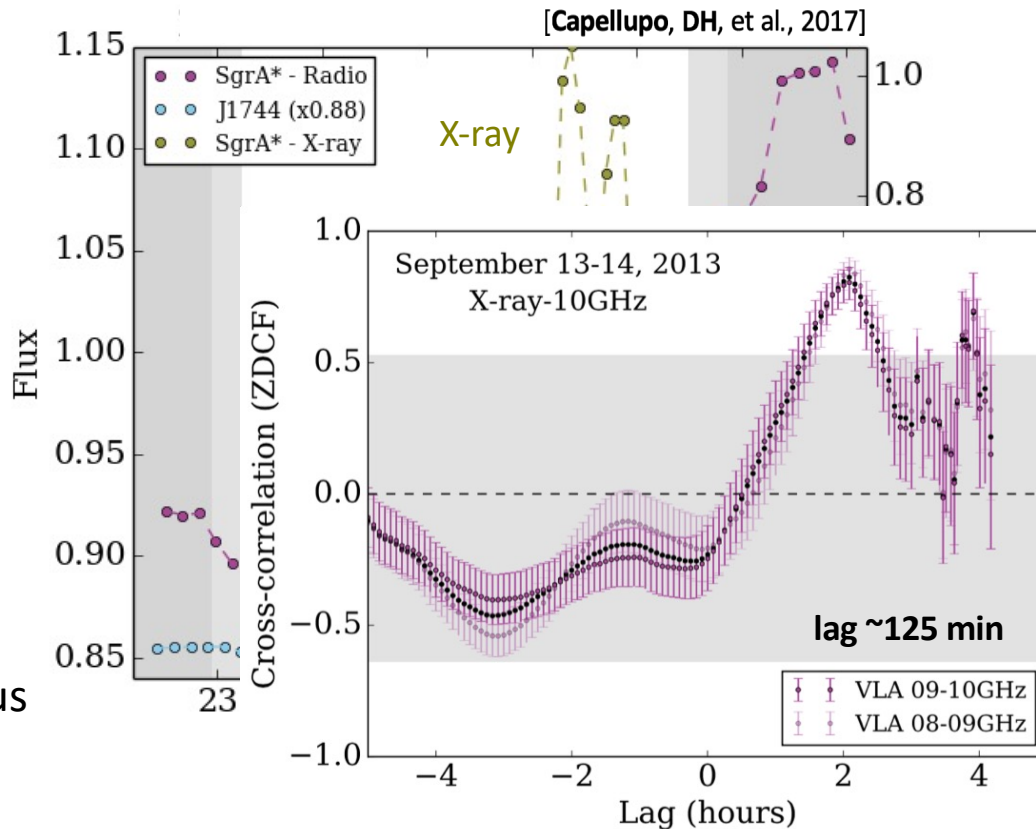 [Capellupo, DH, et al., 2017]
1.15
1.10
1.05
1.00
0.95
0.90
0.85
Flux
SgrA* - Radio
J1744 (x0.88)
SgrA* - X-ray
X-ray
1.0
0.8
us
23
Cross-correlation (ZDCF)
1.0
0.5
0.0
−0.5
−1.0
September 13-14, 2013
X-ray-10GHz
lag ~125 min
VLA 09-10GHz
VLA 08-09GHz
−4
−2
0
2
4
Lag (hours)